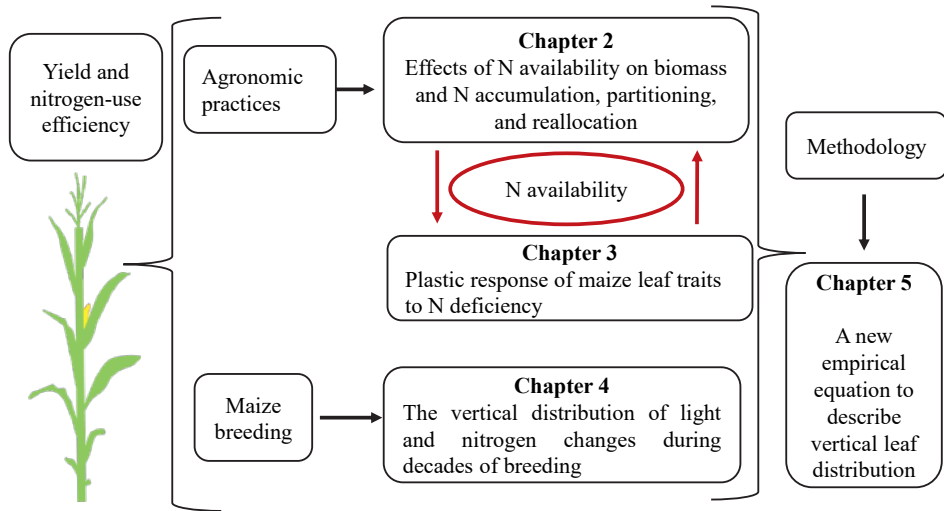 Yield and
nitrogen-use
efficiency
Agronomic
practices
Chapter 2
Effects of N availability on biomass
and N accumulation, partitioning,
and reallocation
N availability
Chapter 3
Plastic response of maize leaf traits
to N deficiency
Maize
breeding
Chapter 4
The vertical distribution of light
and nitrogen changes during
decades of breeding
Methodology
Chapter 5
A new
empirical
equation to
describe
vertical leaf
distribution